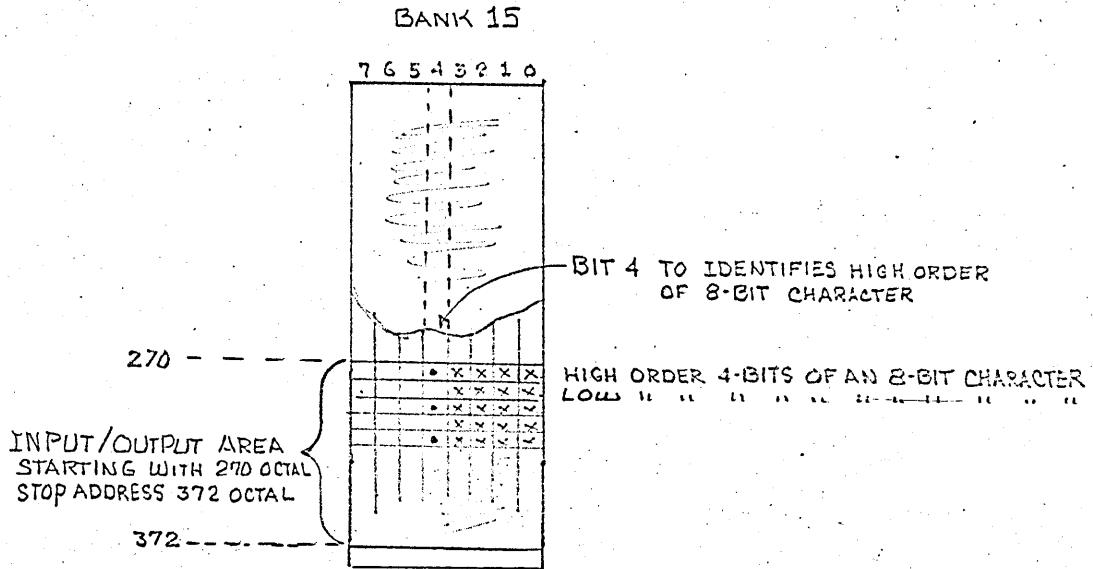 BANK 15
7 6 5 4 3 2 1 0
BIT 4 TO IDENTIFIES HIGH ORDER
OF 8-BIT CHARACTER
270
• X X X X HIGH ORDER 4-BITS OF AN 8-BIT CHARACTER
X X X X LOW " " " " " " " " " " "
• X X X X
X X X X
• X X X X
INPUT/OUTPUT AREA
STARTING WITH 270 OCTAL
STOP ADDRESS 372 OCTAL
372